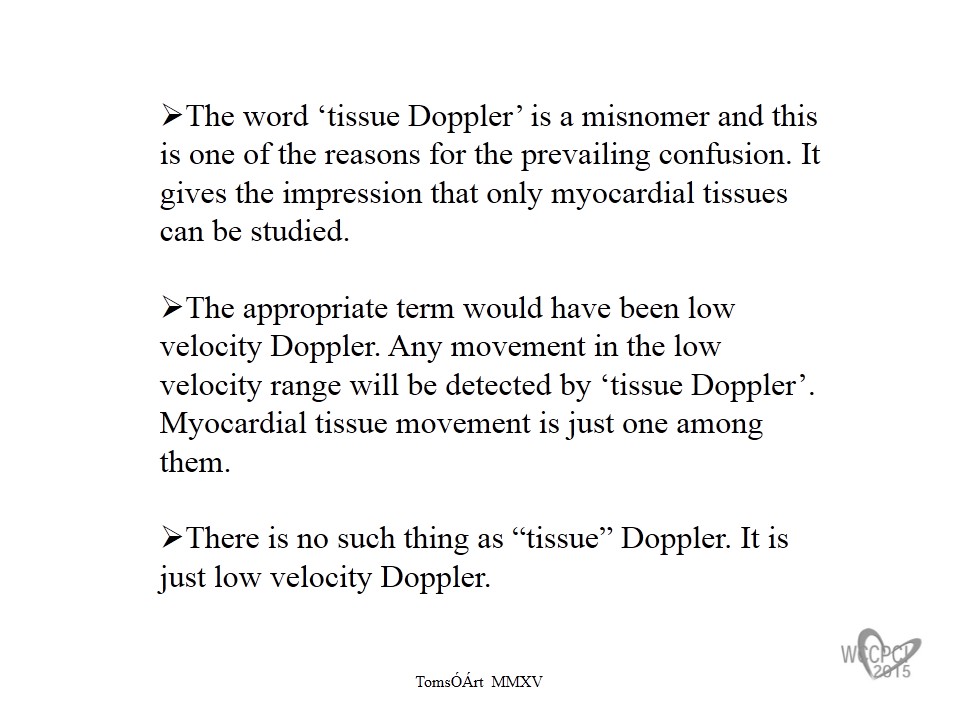 ➢The word ‘tissue Doppler’ is a misnomer and this
is one of the reasons for the prevailing confusion. It
gives the impression that only myocardial tissues
can be studied.
➢The appropriate term would have been low
velocity Doppler. Any movement in the low
velocity range will be detected by ‘tissue Doppler’.
Myocardial tissue movement is just one among
them.
➢There is no such thing as “tissue” Doppler. It is
just low velocity Doppler.
WCCPCI
2015
TomsÓÁrt MMXV